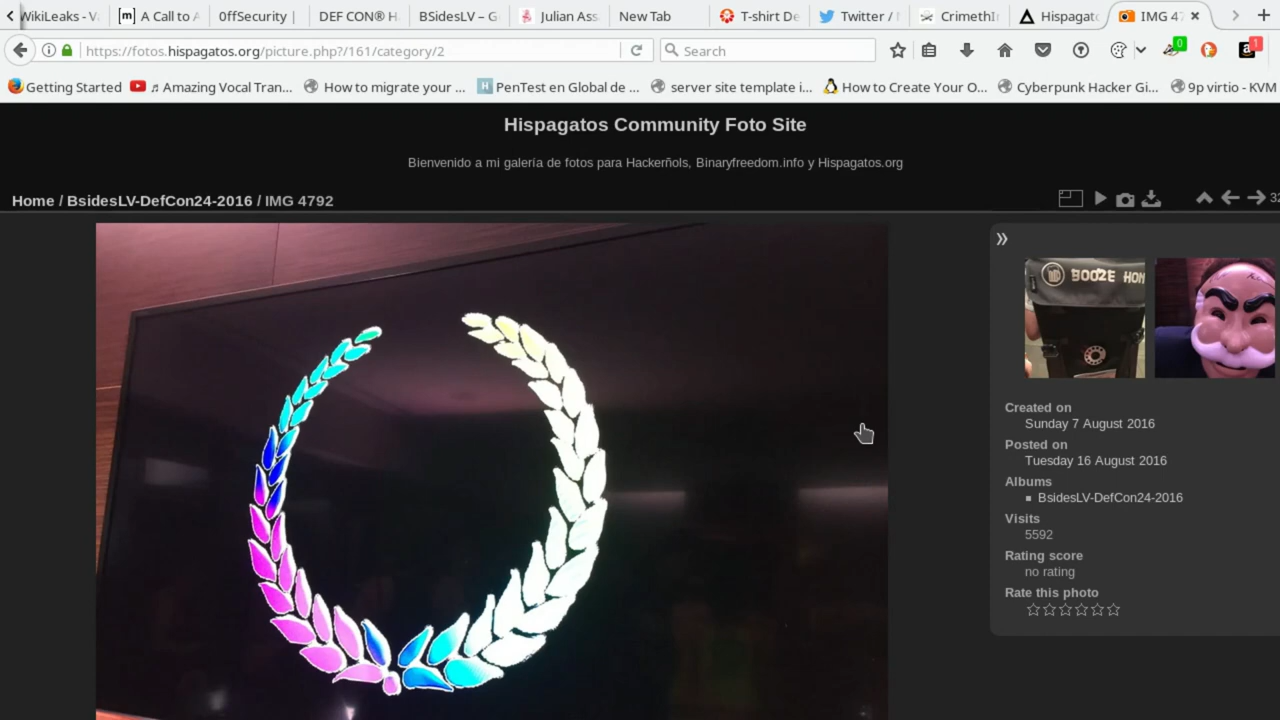 WikiLeaks - V
[m] A Call to A
0ffSecurity |
DEF CON® H
BSidesLV – G
Julian Ass
New Tab
T-shirt De
Twitter / 
CrimethI
Hispagat
IMG 47
https://fotos.hispagatos.org/picture.php?/161/category/2
Search
0
1
Getting Started
♬ Amazing Vocal Tran...
How to migrate your ...
H PenTest en Global de ...
server site template i...
How to Create Your O...
Cyberpunk Hacker Gi...
9p virtio - KVM
Hispagatos Community Foto Site
Bienvenido a mi galería de fotos para Hackerñols, Binaryfreedom.info y Hispagatos.org
Home / BsidesLV-DefCon24-2016 / IMG 4792
32
BOOZE HON
Created on
Sunday 7 August 2016
Posted on
Tuesday 16 August 2016
Albums
BsidesLV-DefCon24-2016
Visits
5592
Rating score
no rating
Rate this photo